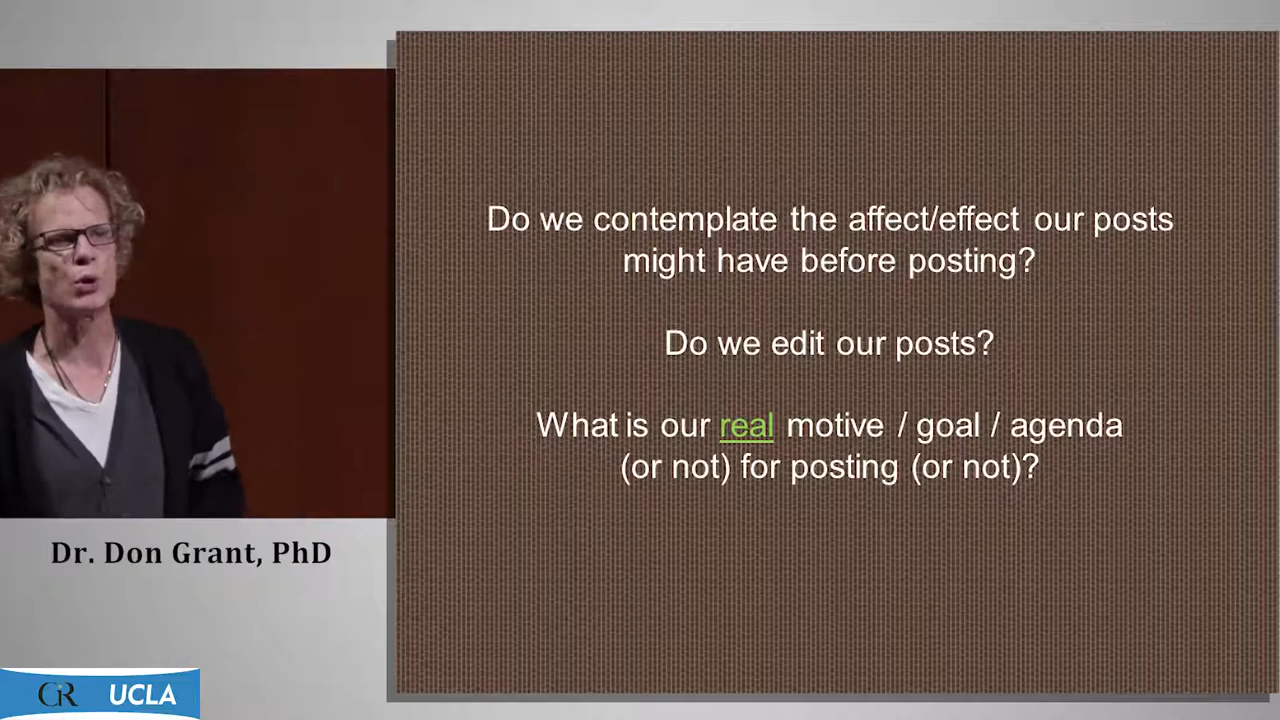 Do we contemplate the affect/effect our posts
might have before posting?
Do we edit our posts?
What is our real motive / goal / agenda
(or not) for posting (or not)?
Dr. Don Grant, PhD
CiR UCLA